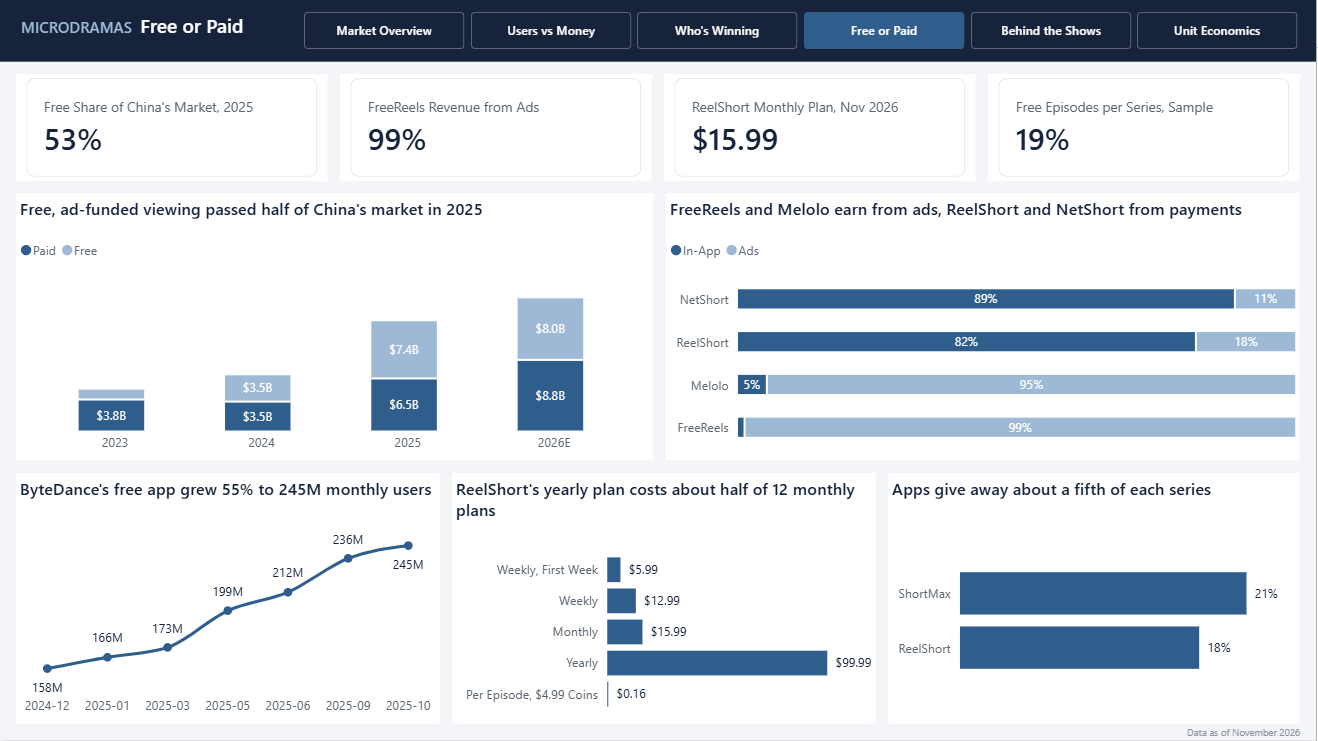 MICRODRAMAS Free or Paid
Market Overview
Users vs Money
Who's Winning
Free or Paid
Behind the Shows
Unit Economics
Free Share of China's Market, 2025
53%
FreeReels Revenue from Ads
99%
ReelShort Monthly Plan, Nov 2026
$15.99
Free Episodes per Series, Sample
19%
Free, ad-funded viewing passed half of China's market in 2025
Paid Free
$3.8B
$3.5B
$3.5B
$7.4B
$6.5B
$8.0B
$8.8B
2023 2024 2025 2026E
FreeReels and Melolo earn from ads, ReelShort and NetShort from payments
In-App Ads
NetShort 89% 11%
ReelShort 82% 18%
Melolo 5% 95%
FreeReels 99%
ByteDance's free app grew 55% to 245M monthly users
158M
166M
173M
199M
212M
236M
245M
2024-12 2025-01 2025-03 2025-05 2025-06 2025-09 2025-10
ReelShort's yearly plan costs about half of 12 monthly
plans
Weekly, First Week $5.99
Weekly $12.99
Monthly $15.99
Yearly $99.99
Per Episode, $4.99 Coins $0.16
Apps give away about a fifth of each series
ShortMax 21%
ReelShort 18%
Data as of November 2026